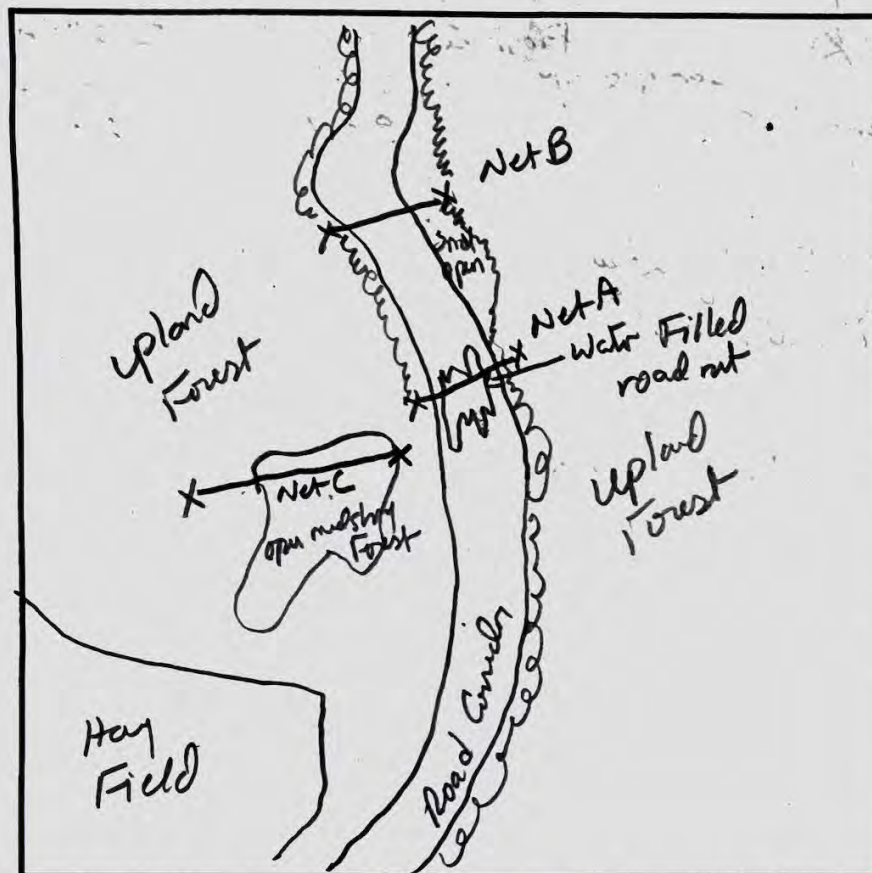 Net B
Small
open
Net A
Water Filled
road rut
Upland
Forest
Upland
Forest
Net C
open midstory
Forest
Road Corridor
Hay
Field